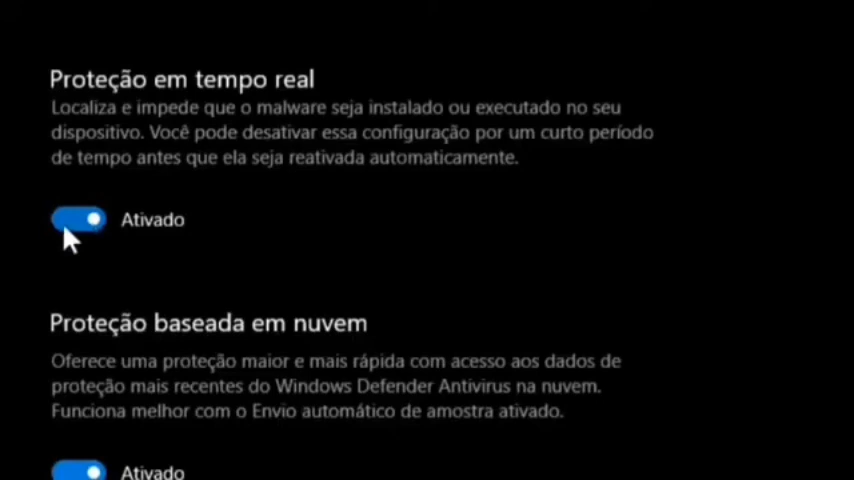 Proteção em tempo real
Localiza e impede que o malware seja instalado ou executado no seu
dispositivo. Você pode desativar essa configuração por um curto período
de tempo antes que ela seja reativada automaticamente.
Ativado
Proteção baseada em nuvem
Oferece uma proteção maior e mais rápida com acesso aos dados de
proteção mais recentes do Windows Defender Antivirus na nuvem.
Funciona melhor com o Envio automático de amostra ativado.
Ativado